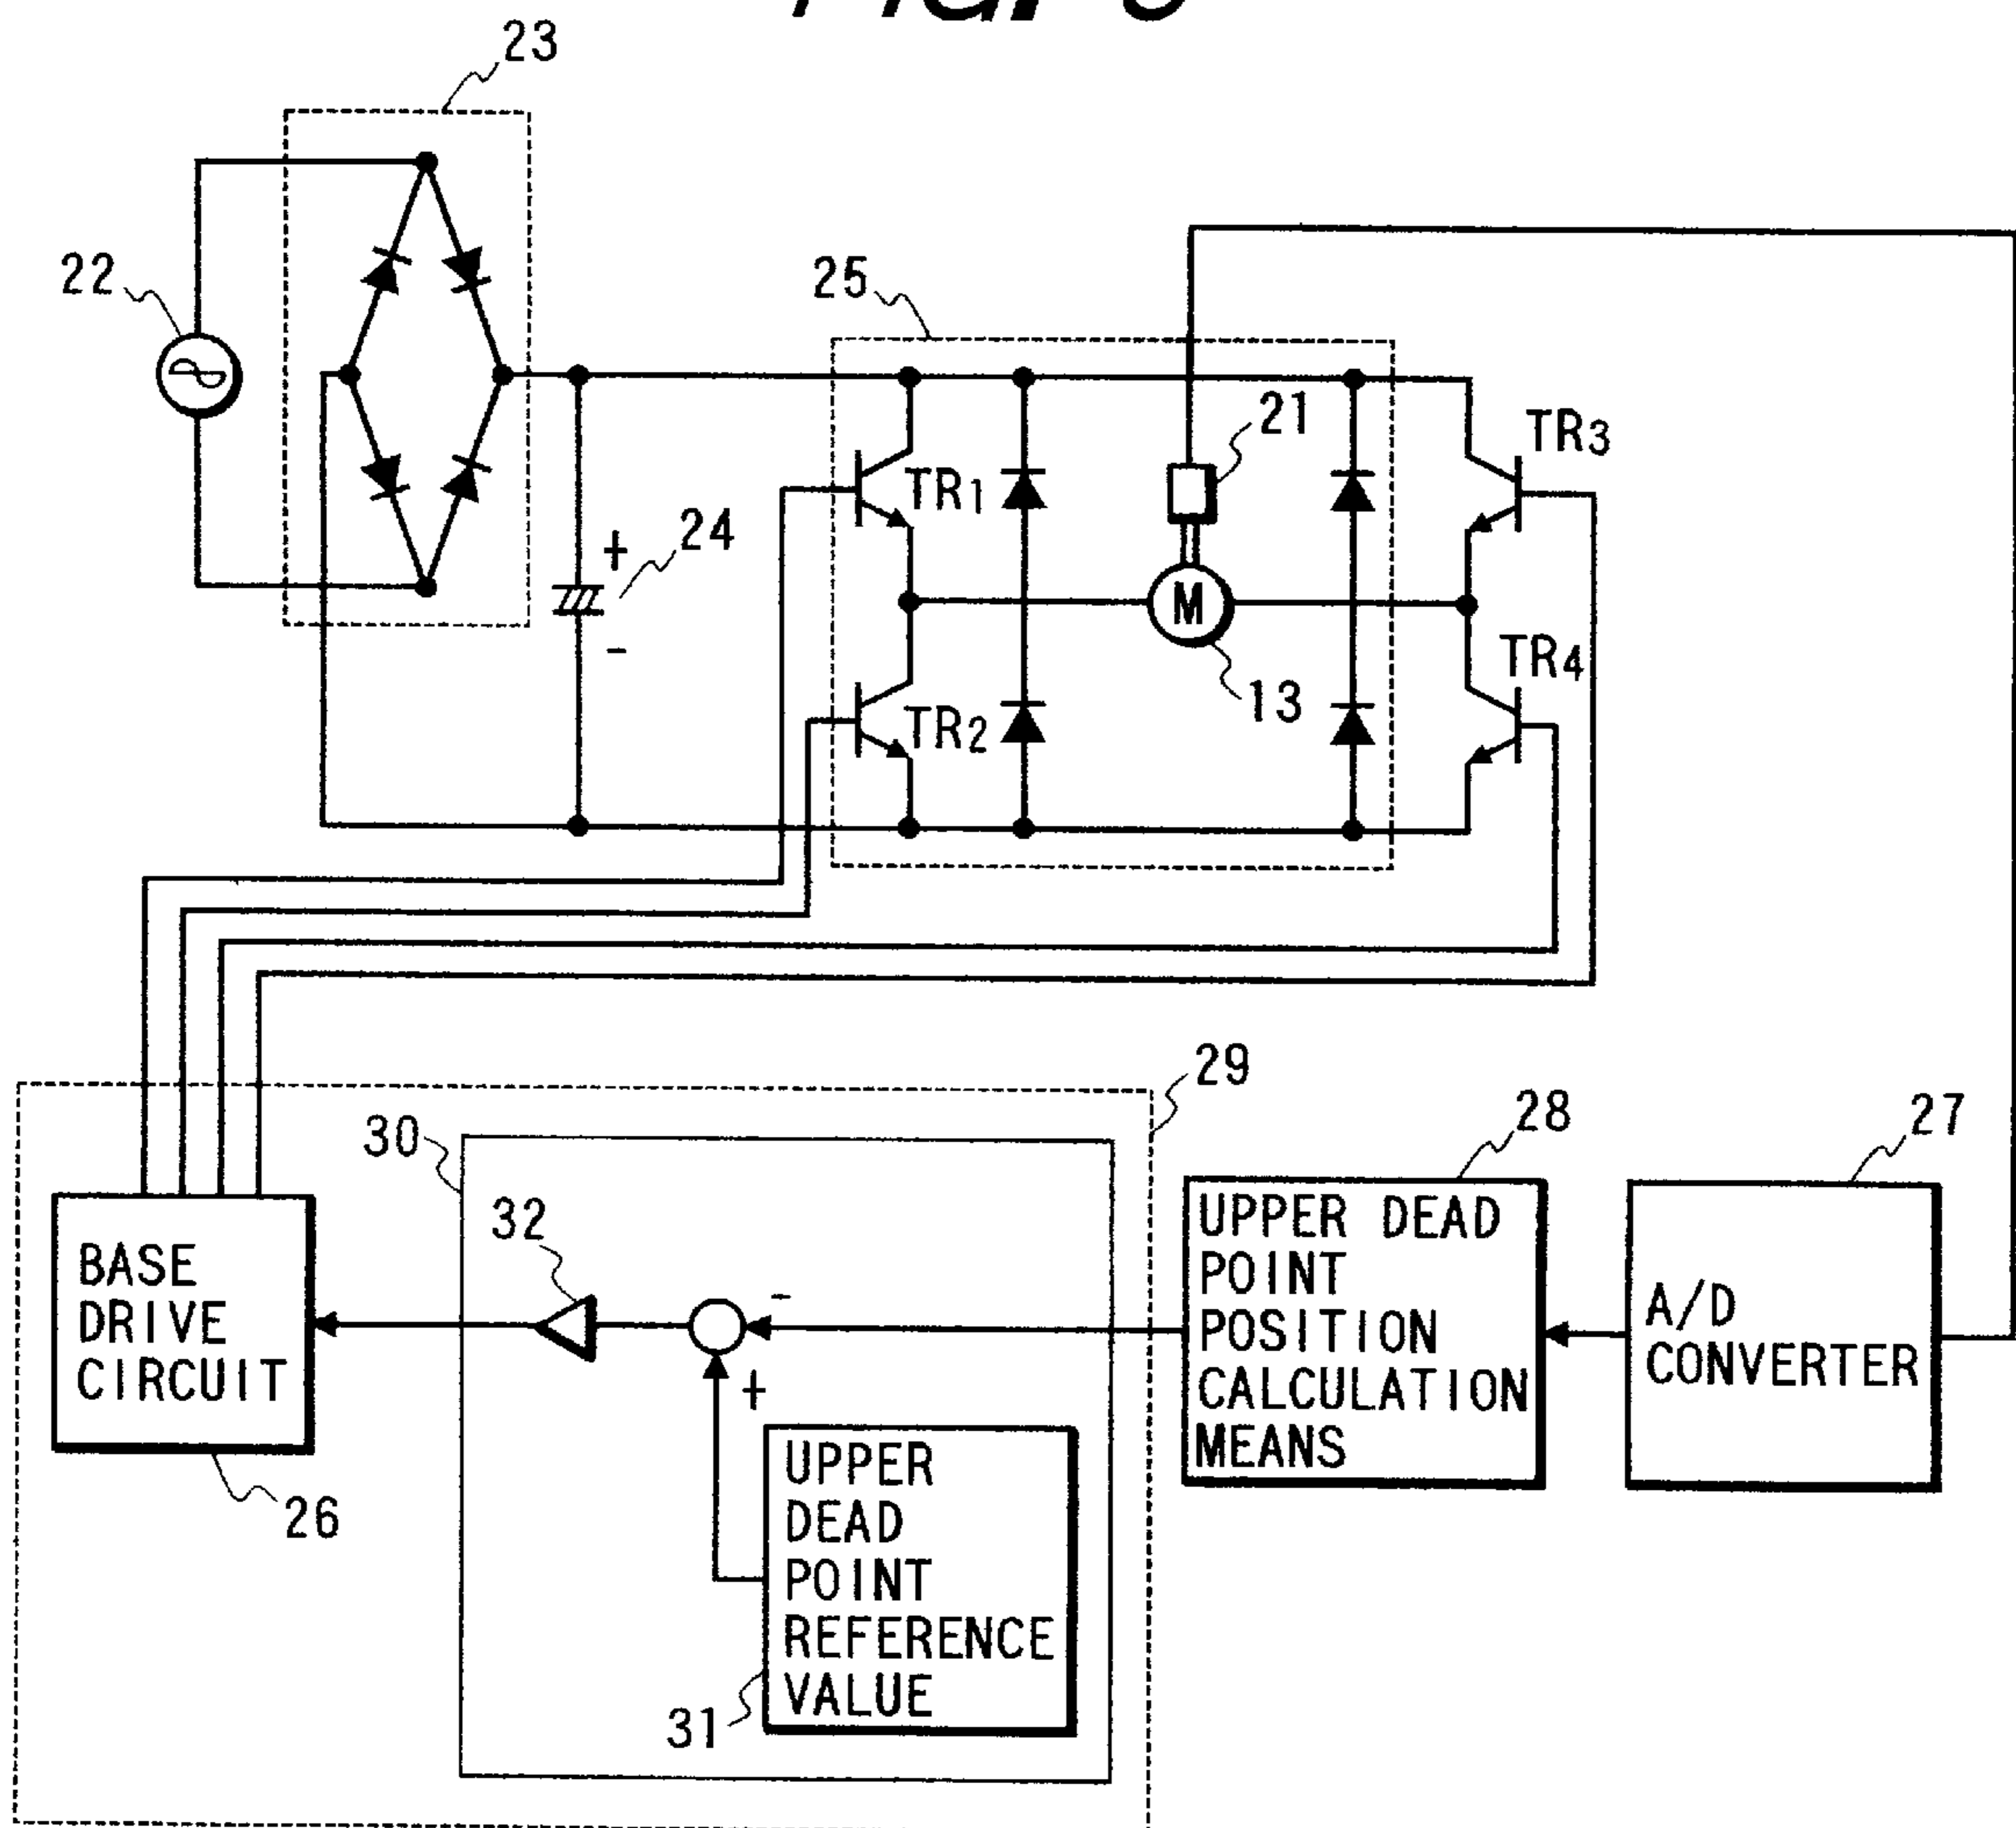 23
22
25
21
TR3
TR1
+
24
M
-
TR4
TR2
13
29
28
27
30
32
UPPER DEAD
POINT
POSITION
CALCULATION
MEANS
BASE
DRIVE
CIRCUIT
A/D
CONVERTER
-
+
UPPER
DEAD
POINT
REFERENCE
VALUE
26
31